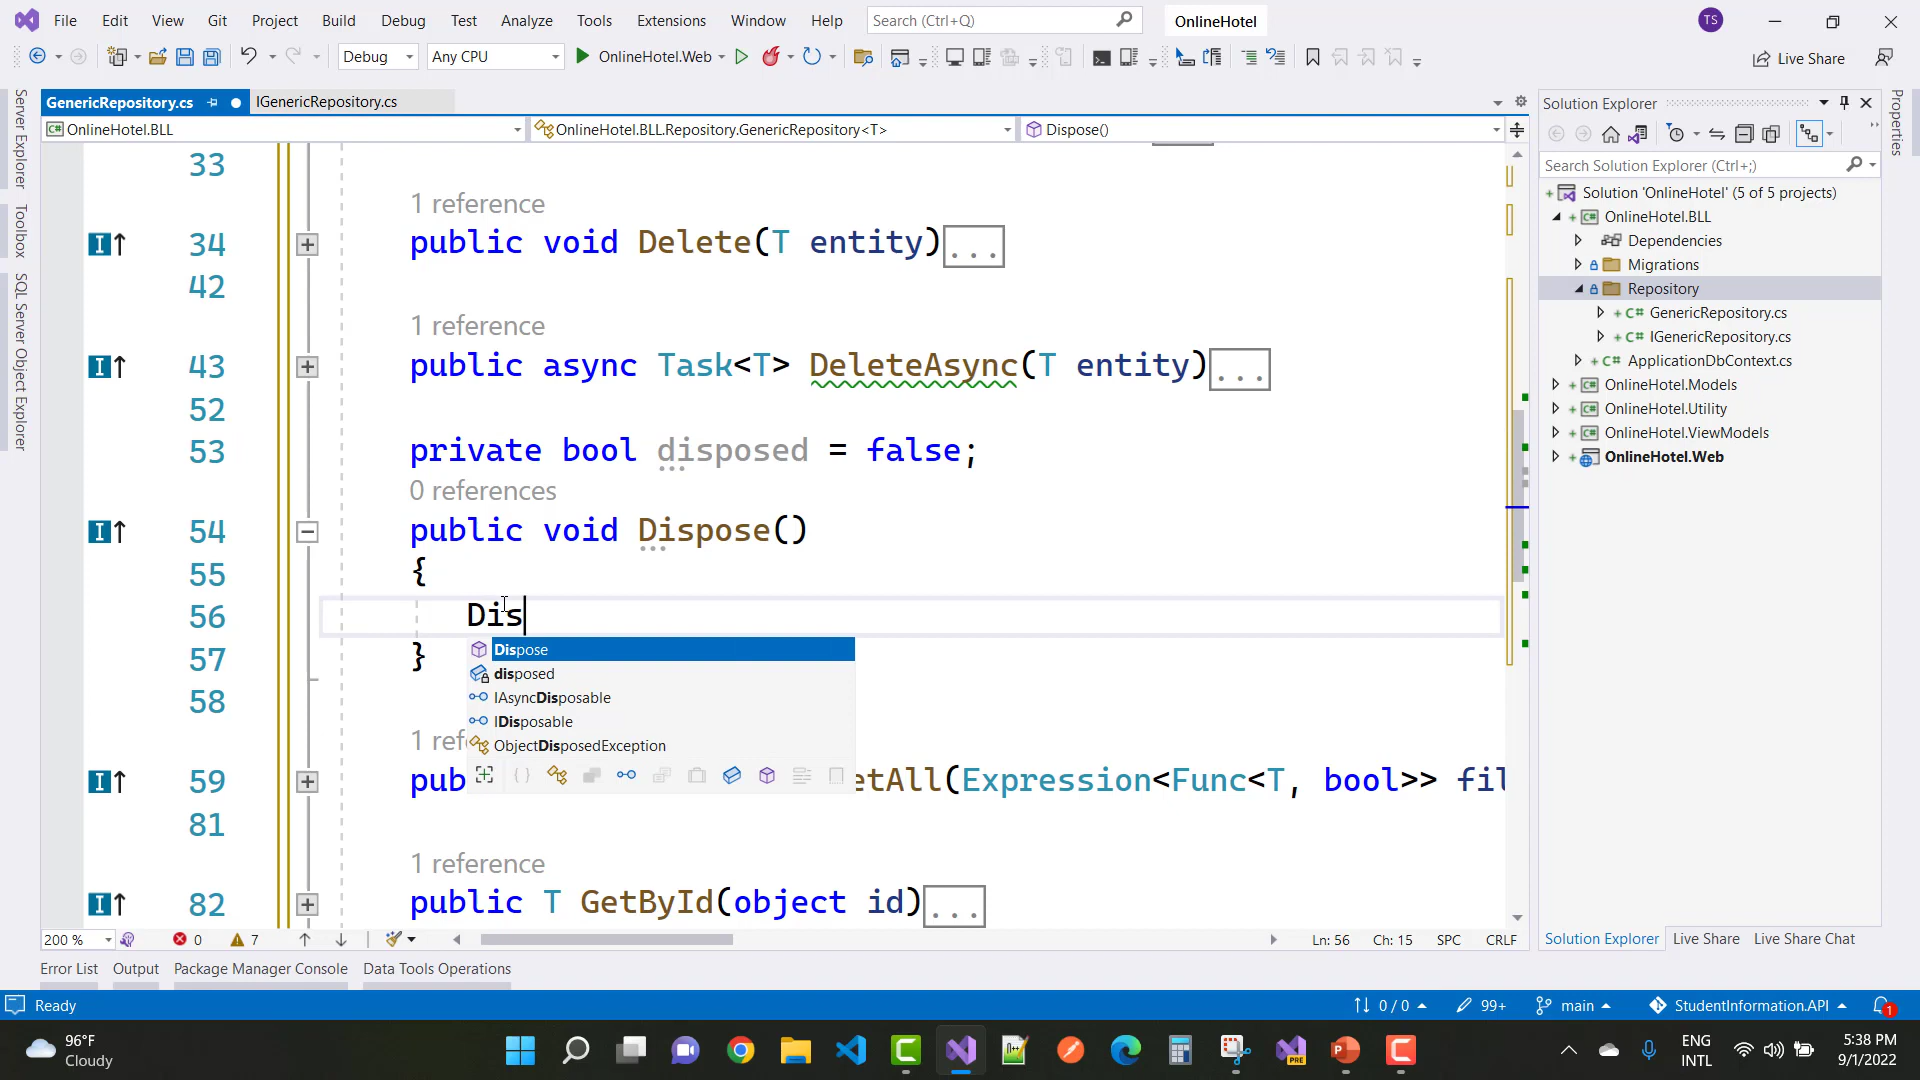 File Edit View Git Project Build Debug Test Analyze Tools Extensions Window Help Search (Ctrl+Q) OnlineHotel TS
Debug Any CPU OnlineHotel.Web Live Share
GenericRepository.cs IGenericRepository.cs
OnlineHotel.BLL OnlineHotel.BLL.Repository.GenericRepository<T> Dispose()
33
1 reference
34 public void Delete(T entity)...
42
1 reference
43 public async Task<T> DeleteAsync(T entity)...
52
53 private bool disposed = false;
0 references
54 public void Dispose()
55 {
56 Dis
57 }
58
Dispose
disposed
IAsyncDisposable
IDisposable
ObjectDisposedException
1 ref
59 pub etAll(Expression<Func<T, bool>> fil
81
1 reference
82 public T GetById(object id)...
200 % 0 7 Ln: 56 Ch: 15 SPC CRLF
Error List Output Package Manager Console Data Tools Operations
Server Explorer
Toolbox
SQL Server Object Explorer
Solution Explorer
Search Solution Explorer (Ctrl+;)
Solution 'OnlineHotel' (5 of 5 projects)
OnlineHotel.BLL
Dependencies
Migrations
Repository
GenericRepository.cs
IGenericRepository.cs
ApplicationDbContext.cs
OnlineHotel.Models
OnlineHotel.Utility
OnlineHotel.ViewModels
OnlineHotel.Web
Solution Explorer Live Share Live Share Chat
Properties
Ready 0 / 0 99+ main StudentInformation.API 1
96°F
Cloudy
PRE
ENG
INTL
5:38 PM
9/1/2022